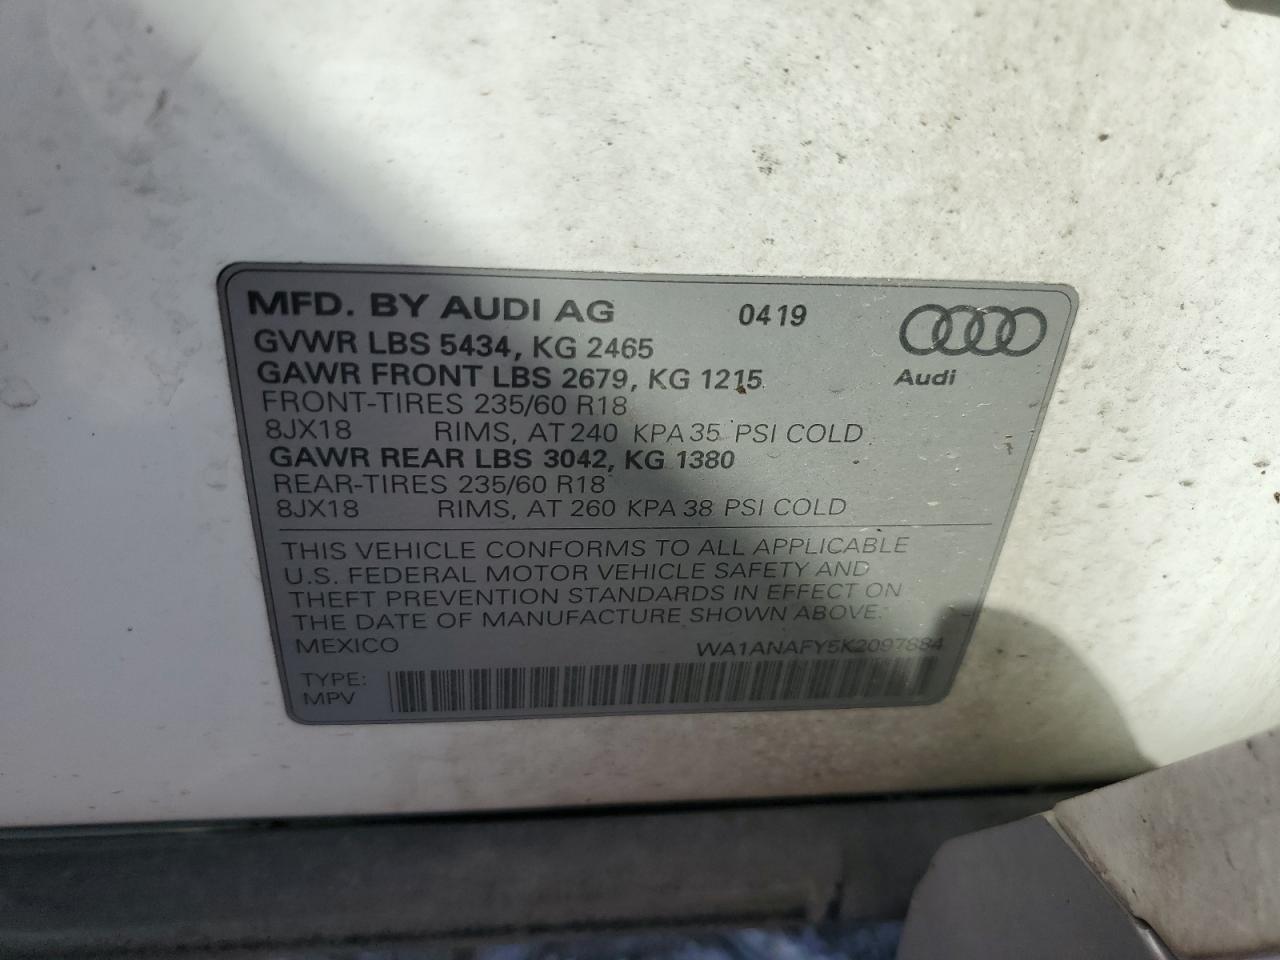 MFD. BY AUDI AG 0419
GVWR LBS 5434, KG 2465
GAWR FRONT LBS 2679, KG 1215 Audi
FRONT-TIRES 235/60 R18
8JX18 RIMS, AT 240 KPA 35 PSI COLD
GAWR REAR LBS 3042, KG 1380
REAR-TIRES 235/60 R18
8JX18 RIMS, AT 260 KPA 38 PSI COLD
THIS VEHICLE CONFORMS TO ALL APPLICABLE
U.S. FEDERAL MOTOR VEHICLE SAFETY AND
THEFT PREVENTION STANDARDS IN EFFECT ON
THE DATE OF MANUFACTURE SHOWN ABOVE.
MEXICO WA1ANAFY5K2097884
TYPE:
MPV